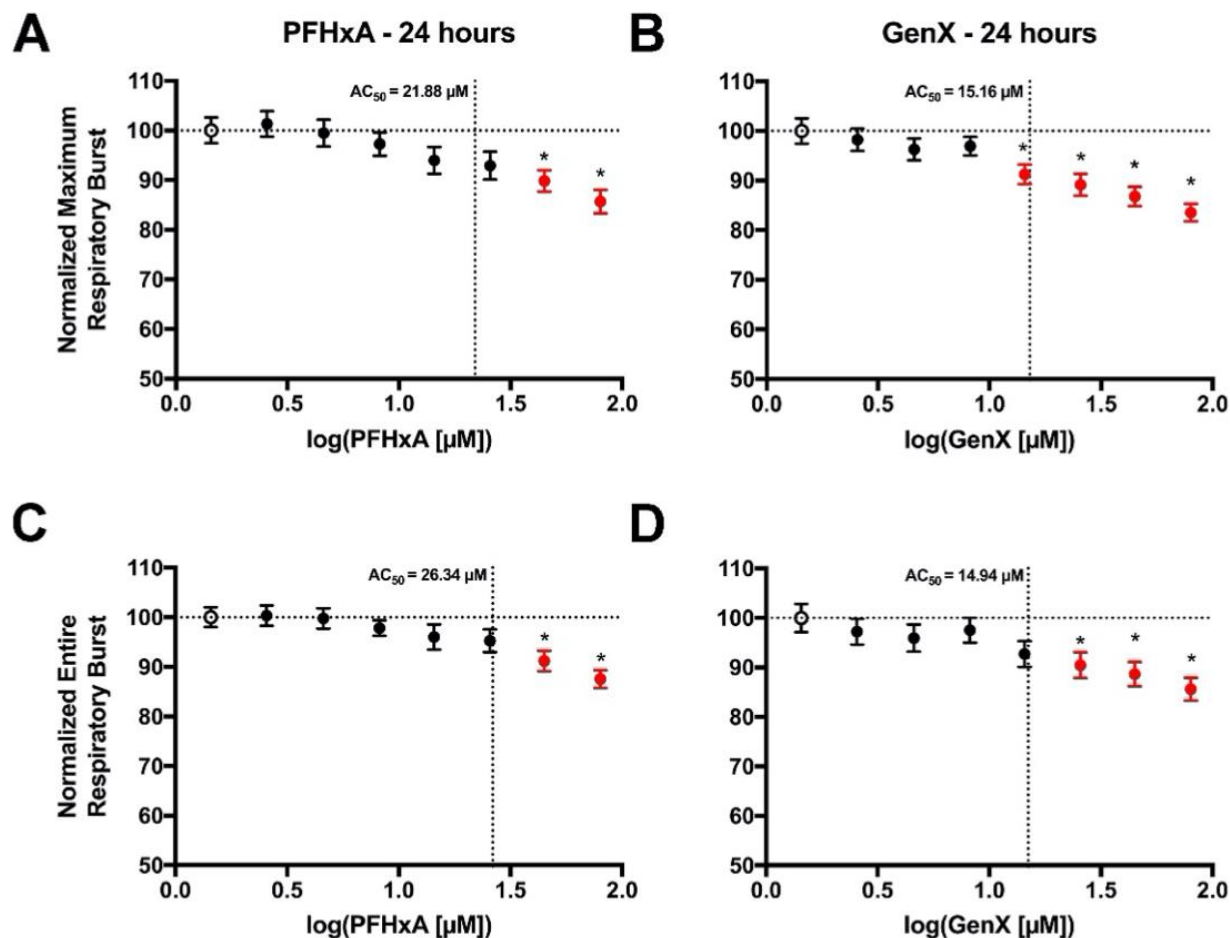 A
PFHxA - 24 hours
Normalized Maximum
Respiratory Burst
110
100
90
80
70
60
50
AC50 = 21.88 µM
*
*
0.0 0.5 1.0 1.5 2.0
log(PFHxA [µM])
B
GenX - 24 hours
110
100
90
80
70
60
50
AC50 = 15.16 µM
*
*
*
*
0.0 0.5 1.0 1.5 2.0
log(GenX [µM])
C
Normalized Entire
Respiratory Burst
110
100
90
80
70
60
50
AC50 = 26.34 µM
*
*
0.0 0.5 1.0 1.5 2.0
log(PFHxA [µM])
D
110
100
90
80
70
60
50
AC50 = 14.94 µM
*
*
*
0.0 0.5 1.0 1.5 2.0
log(GenX [µM])